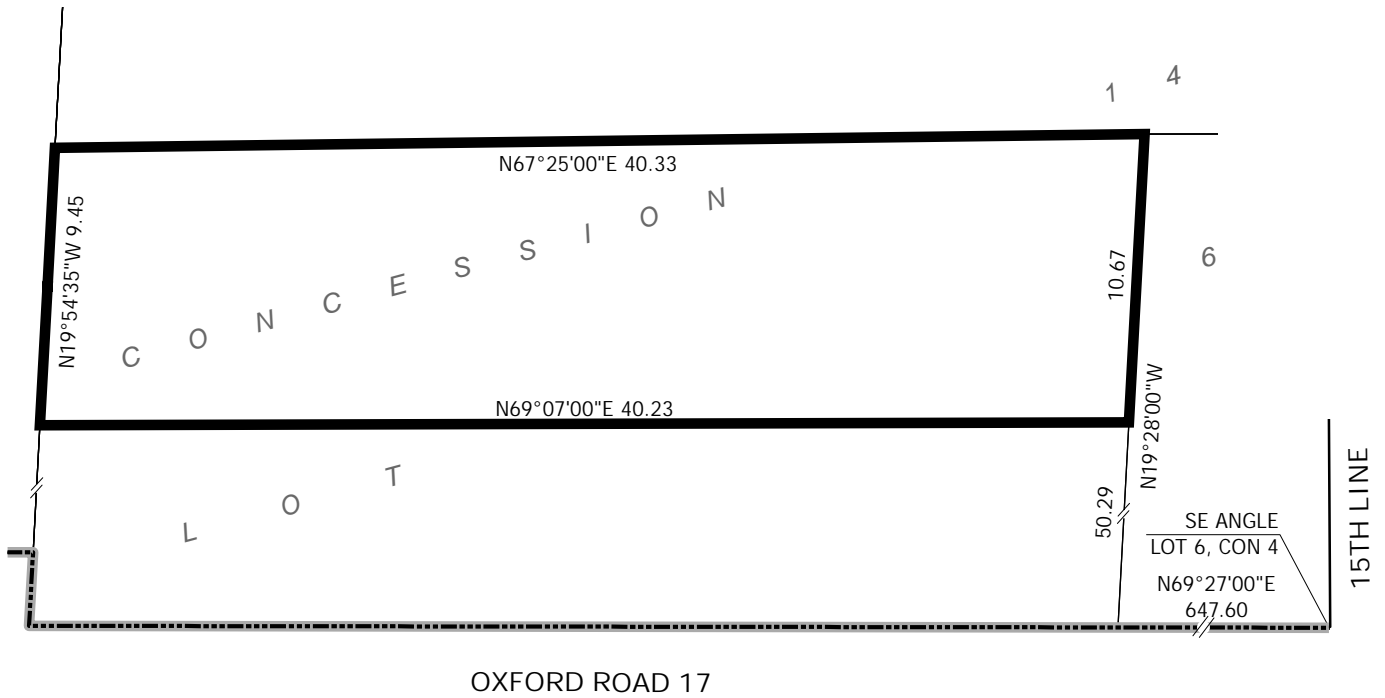 1 4
N67°25'00"E 40.33
N19°54'35"W 9.45
CONCESSION
10.67
6
N69°07'00"E 40.23
N19°28'00"W
LOT
50.29
SE ANGLE
LOT 6, CON 4
N69°27'00"E
647.60
15TH LINE
OXFORD ROAD 17